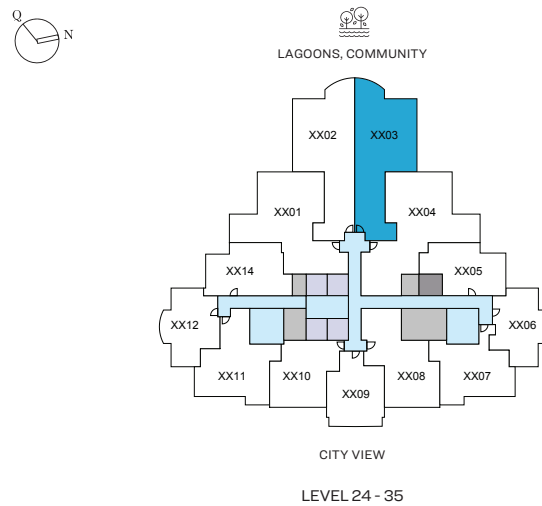 Q
N
LAGOONS, COMMUNITY
XX02
XX03
XX01
XX04
XX14
XX05
XX12
XX06
XX11
XX10
XX09
XX08
XX07
CITY VIEW
LEVEL 24 - 35